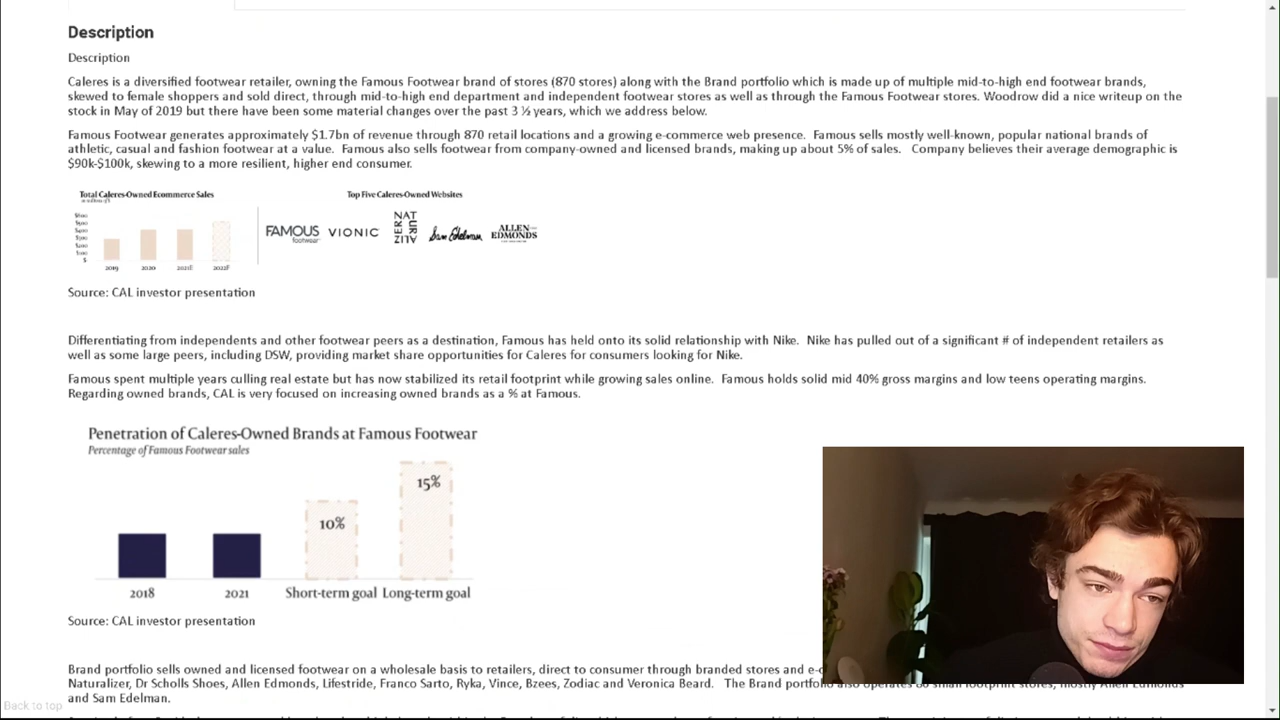 Description
Description
Caleres is a diversified footwear retailer, owning the Famous Footwear brand of stores (870 stores) along with the Brand portfolio which is made up of multiple mid-to-high end footwear brands,
skewed to female shoppers and sold direct, through mid-to-high end department and independent footwear stores as well as through the Famous Footwear stores. Woodrow did a nice writeup on the
stock in May of 2019 but there have been some material changes over the past 3 ½ years, which we address below.
Famous Footwear generates approximately $1.7bn of revenue through 870 retail locations and a growing e-commerce web presence. Famous sells mostly well-known, popular national brands of
athletic, casual and fashion footwear at a value. Famous also sells footwear from company-owned and licensed brands, making up about 5% of sales. Company believes their average demographic is
$90k-$100k, skewing to a more resilient, higher end consumer.
Total Caleres-Owned Ecommerce Sales
Top Five Caleres-Owned Websites
FAMOUS footwear VIONIC NATURALIZER Sam Edelman ALLEN EDMONDS
2019 2020 2021E 2022F
Source: CAL investor presentation
Differentiating from independents and other footwear peers as a destination, Famous has held onto its solid relationship with Nike. Nike has pulled out of a significant # of independent retailers as
well as some large peers, including DSW, providing market share opportunities for Caleres for consumers looking for Nike.
Famous spent multiple years culling real estate but has now stabilized its retail footprint while growing sales online. Famous holds solid mid 40% gross margins and low teens operating margins.
Regarding owned brands, CAL is very focused on increasing owned brands as a % at Famous.
Penetration of Caleres-Owned Brands at Famous Footwear
Percentage of Famous Footwear sales
15%
10%
2018 2021 Short-term goal Long-term goal
Source: CAL investor presentation
Brand portfolio sells owned and licensed footwear on a wholesale basis to retailers, direct to consumer through branded stores and
Naturalizer, Dr Scholls Shoes, Allen Edmonds, Lifestride, Franco Sarto, Ryka, Vince, Bzees, Zodiac and Veronica Beard. The Brand portfolio also operates
and Sam Edelman.
Back to top